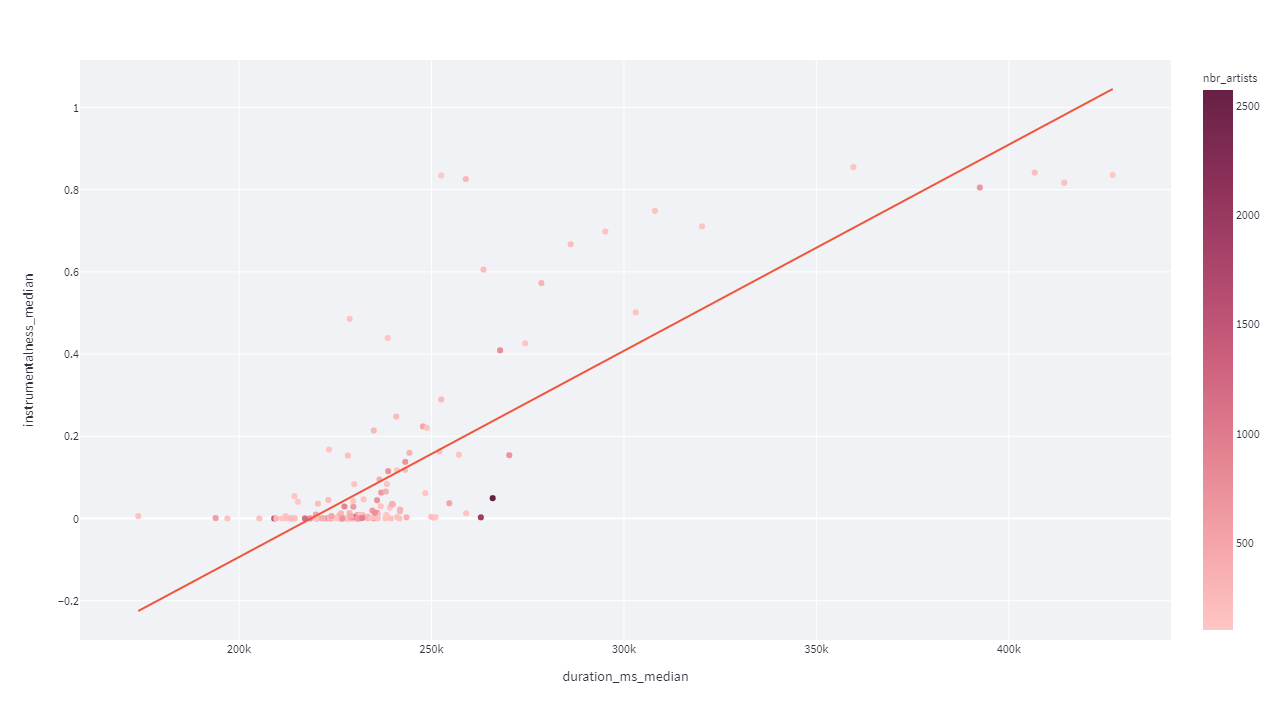 nbr_artists
2500
2000
1500
1000
500
instrumentalness_median
1
0.8
0.6
0.4
0.2
0
−0.2
200k
250k
300k
350k
400k
duration_ms_median